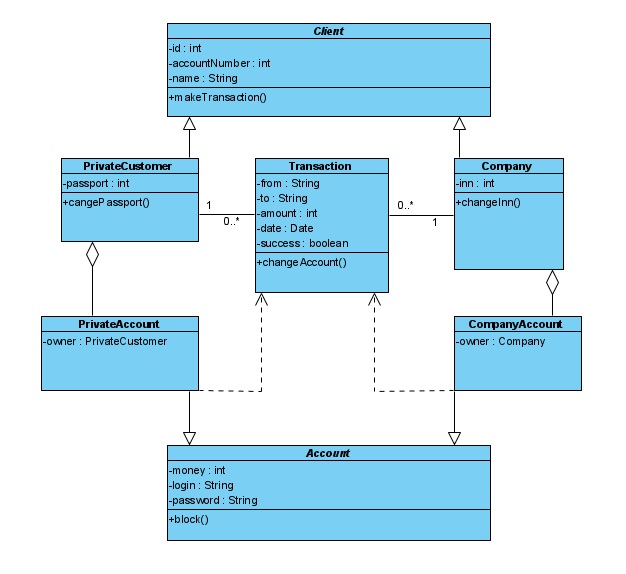 Client
-id : int
-accountNumber : int
-name : String
+makeTransaction()
PrivateCustomer
-passport : int
+cangePassport()
1
0..*
Transaction
-from : String
-to : String
-amount : int
-date : Date
-success : boolean
+changeAccount()
0..*
1
Company
-inn : int
+changeInn()
PrivateAccount
-owner : PrivateCustomer
CompanyAccount
-owner : Company
Account
-money : int
-login : String
-password : String
+block()